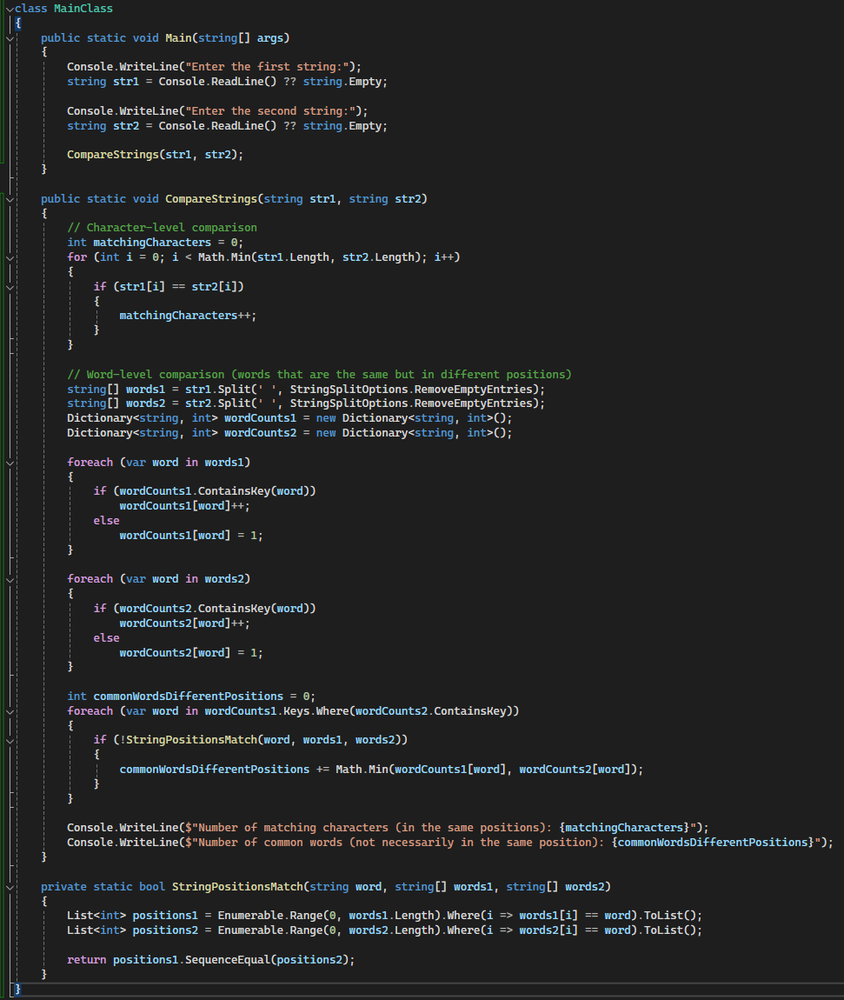 class MainClass
{
    public static void Main(string[] args)
    {
        Console.WriteLine("Enter the first string:");
        string str1 = Console.ReadLine() ?? string.Empty;

        Console.WriteLine("Enter the second string:");
        string str2 = Console.ReadLine() ?? string.Empty;

        CompareStrings(str1, str2);
    }

    public static void CompareStrings(string str1, string str2)
    {
        // Character-level comparison
        int matchingCharacters = 0;
        for (int i = 0; i < Math.Min(str1.Length, str2.Length); i++)
        {
            if (str1[i] == str2[i])
            {
                matchingCharacters++;
            }
        }

        // Word-level comparison (words that are the same but in different positions)
        string[] words1 = str1.Split(' ', StringSplitOptions.RemoveEmptyEntries);
        string[] words2 = str2.Split(' ', StringSplitOptions.RemoveEmptyEntries);
        Dictionary<string, int> wordCounts1 = new Dictionary<string, int>();
        Dictionary<string, int> wordCounts2 = new Dictionary<string, int>();

        foreach (var word in words1)
        {
            if (wordCounts1.ContainsKey(word))
                wordCounts1[word]++;
            else
                wordCounts1[word] = 1;
        }

        foreach (var word in words2)
        {
            if (wordCounts2.ContainsKey(word))
                wordCounts2[word]++;
            else
                wordCounts2[word] = 1;
        }

        int commonWordsDifferentPositions = 0;
        foreach (var word in wordCounts1.Keys.Where(wordCounts2.ContainsKey))
        {
            if (!StringPositionsMatch(word, words1, words2))
            {
                commonWordsDifferentPositions += Math.Min(wordCounts1[word], wordCounts2[word]);
            }
        }

        Console.WriteLine($"Number of matching characters (in the same positions): {matchingCharacters}");
        Console.WriteLine($"Number of common words (not necessarily in the same position): {commonWordsDifferentPositions}");
    }

    private static bool StringPositionsMatch(string word, string[] words1, string[] words2)
    {
        List<int> positions1 = Enumerable.Range(0, words1.Length).Where(i => words1[i] == word).ToList();
        List<int> positions2 = Enumerable.Range(0, words2.Length).Where(i => words2[i] == word).ToList();

        return positions1.SequenceEqual(positions2);
    }
}